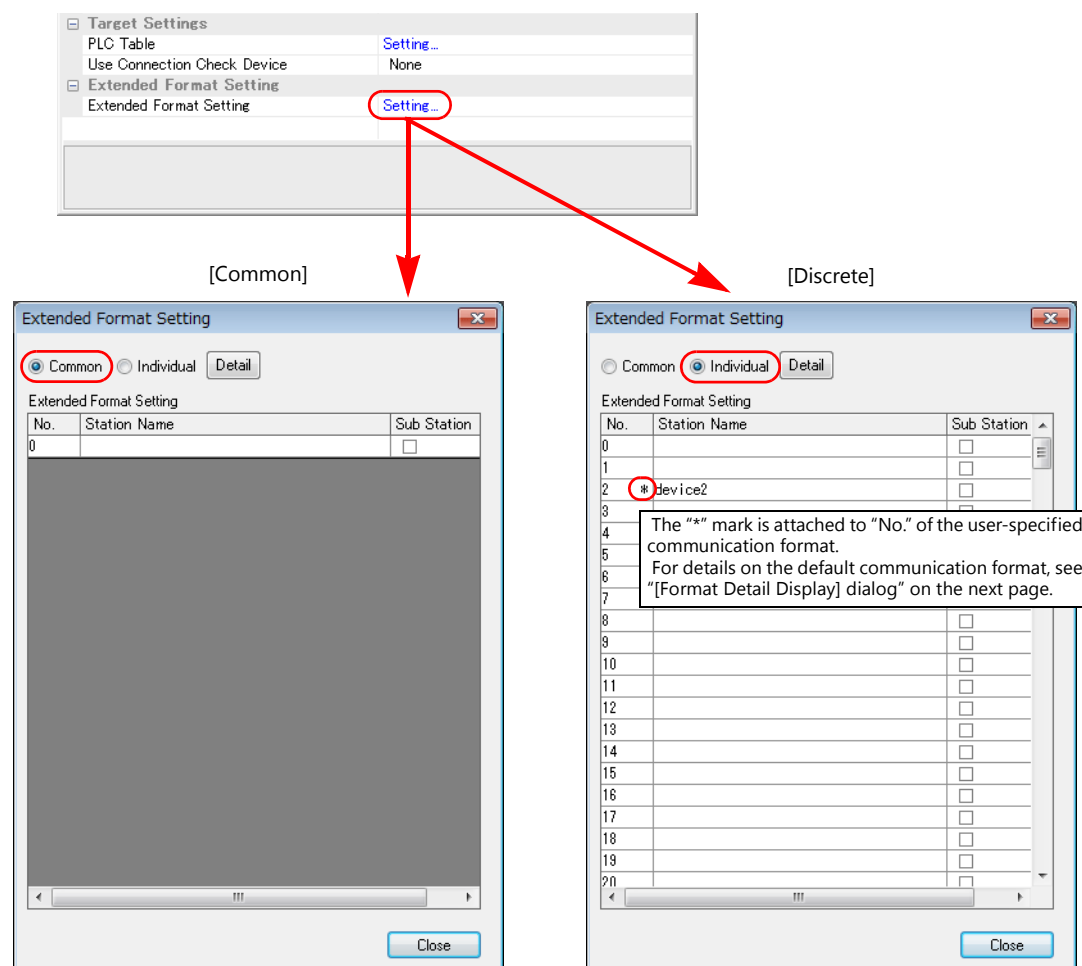 Target Settings
PLC Table Setting...
Use Connection Check Device None
Extended Format Setting
Extended Format Setting Setting...
[Common]
[Discrete]
Extended Format Setting
Common Individual Detail
Extended Format Setting
No. Station Name Sub Station
0
Close
Extended Format Setting
Common Individual Detail
Extended Format Setting
No. Station Name Sub Station
0
1
2 * device2
3
4
5
6
7
The “*” mark is attached to “No.” of the user-specified
communication format.
For details on the default communication format, see
“[Format Detail Display] dialog” on the next page.
8
9
10
11
12
13
14
15
16
17
18
19
20
Close